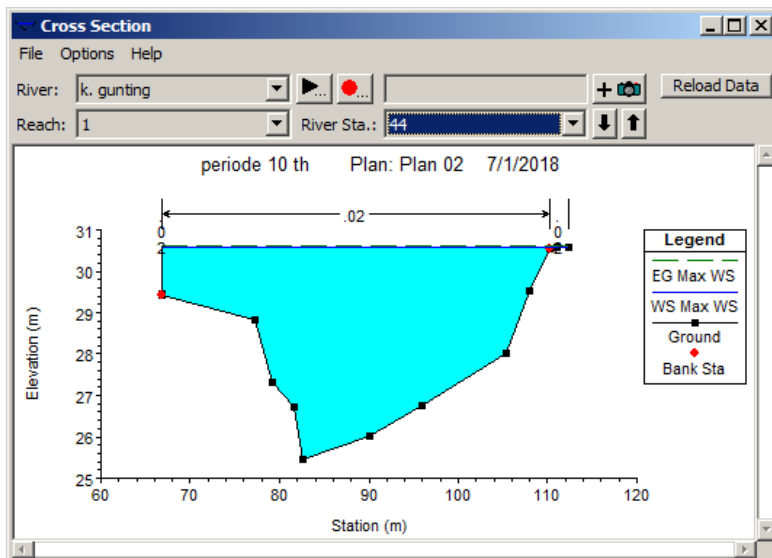 Cross Section
File Options Help
River: k. gunting
Reload Data
Reach: 1 River Sta.: 44
periode 10 th Plan: Plan 02 7/1/2018
.02
0 0
2 2
31
30
29
28
27
26
25
Elevation (m)
60 70 80 90 100 110 120
Station (m)
Legend
EG Max WS
WS Max WS
Ground
Bank Sta